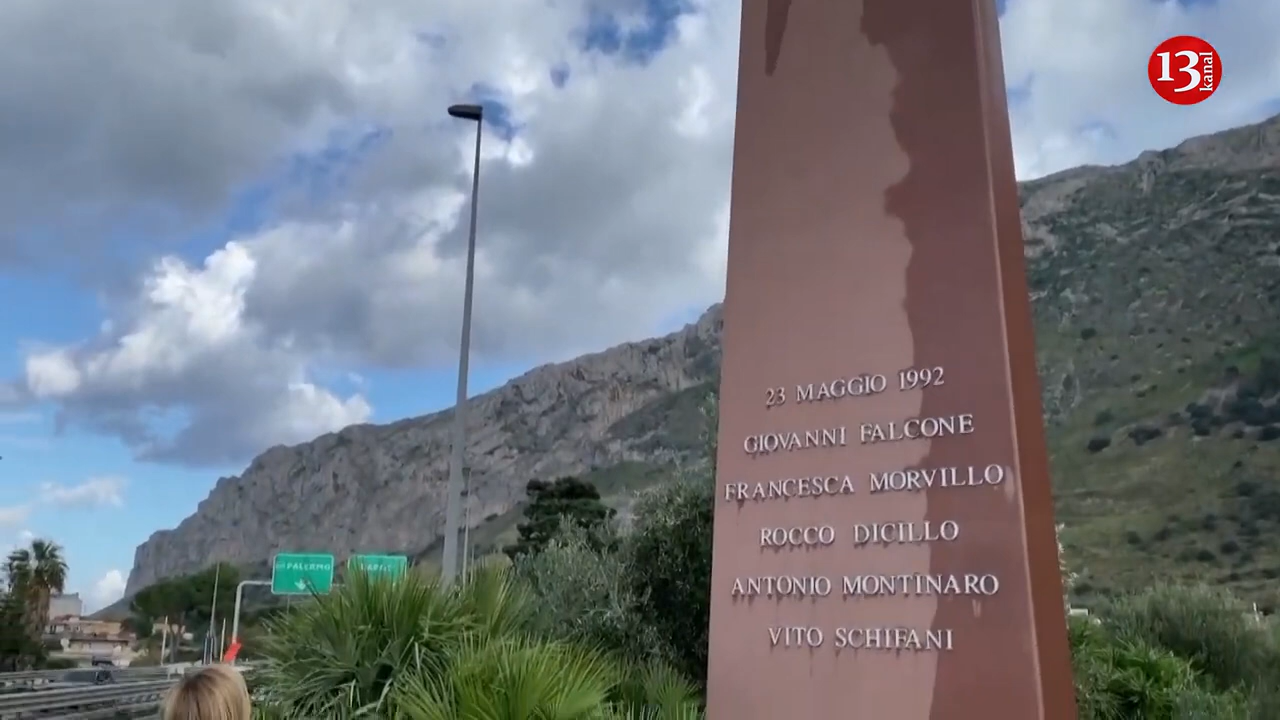 13
kanal
23 MAGGIO 1992
GIOVANNI FALCONE
FRANCESCA MORVILLO
ROCCO DICILLO
ANTONIO MONTINARO
VITO SCHIFANI
PALERMO